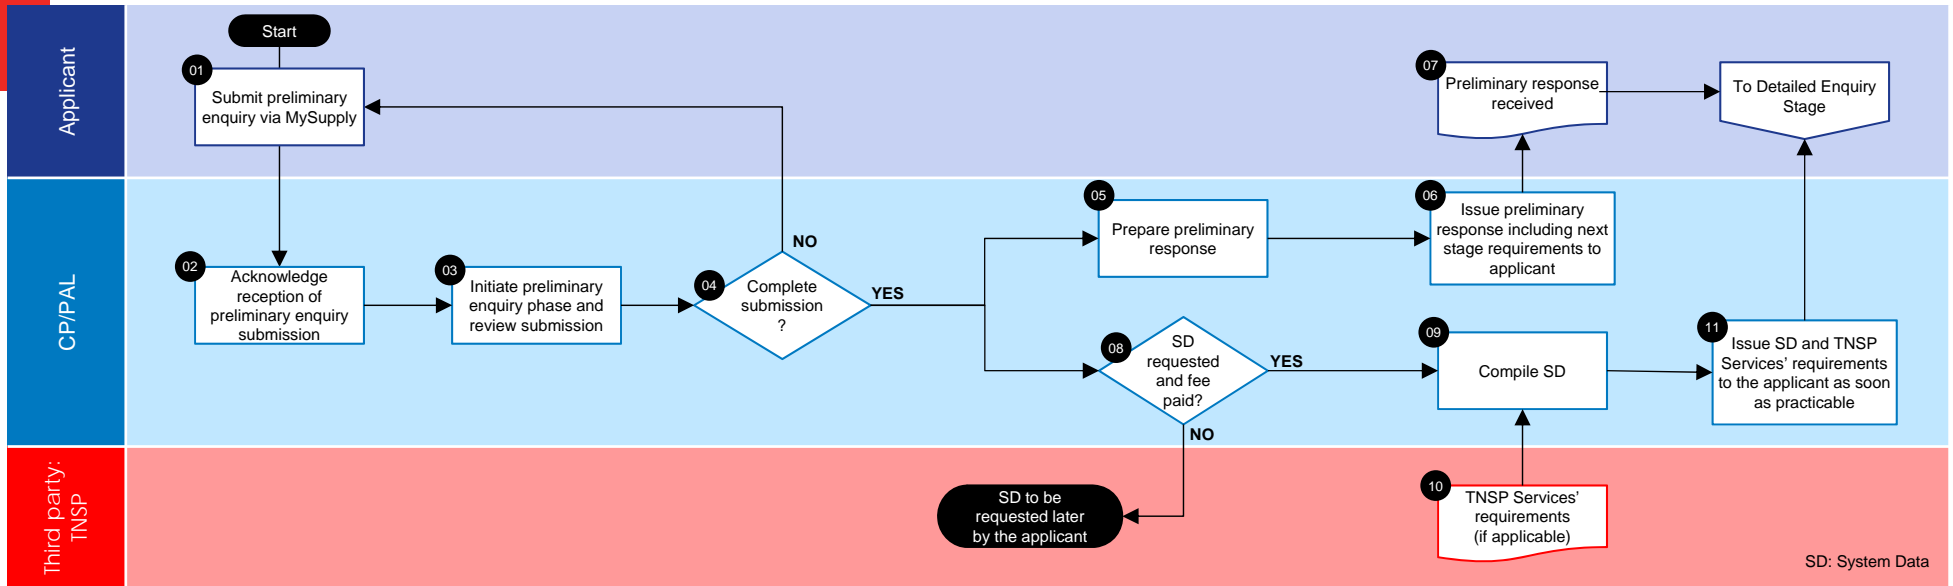 Applicant
Start
01
Submit preliminary
enquiry via MySupply
07
Preliminary response
received
To Detailed Enquiry
Stage
CP/PAL
02
Acknowledge
reception of
preliminary enquiry
submission
03
Initiate preliminary
enquiry phase and
review submission
04
Complete
submission
?
NO
YES
05
Prepare preliminary
response
06
Issue preliminary
response including next
stage requirements to
applicant
08
SD
requested
and fee
paid?
YES
NO
09
Compile SD
11
Issue SD and TNSP
Services’ requirements
to the applicant as soon
as practicable
Third party:
TNSP
SD to be
requested later
by the applicant
10
TNSP Services’
requirements
(if applicable)
SD: System Data